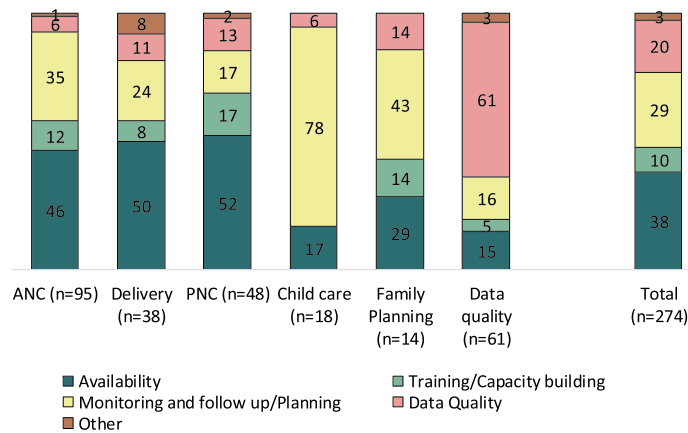 1
6
35
12
46
8
11
24
8
50
2
13
17
17
52
6
78
17
14
43
14
29
3
61
16
5
15
3
20
29
10
38
ANC (n=95)
Delivery
(n=38)
PNC (n=48)
Child care
(n=18)
Family
Planning
(n=14)
Data
quality
(n=61)
Total
(n=274)
Availability
Training/Capacity building
Monitoring and follow up/Planning
Data Quality
Other